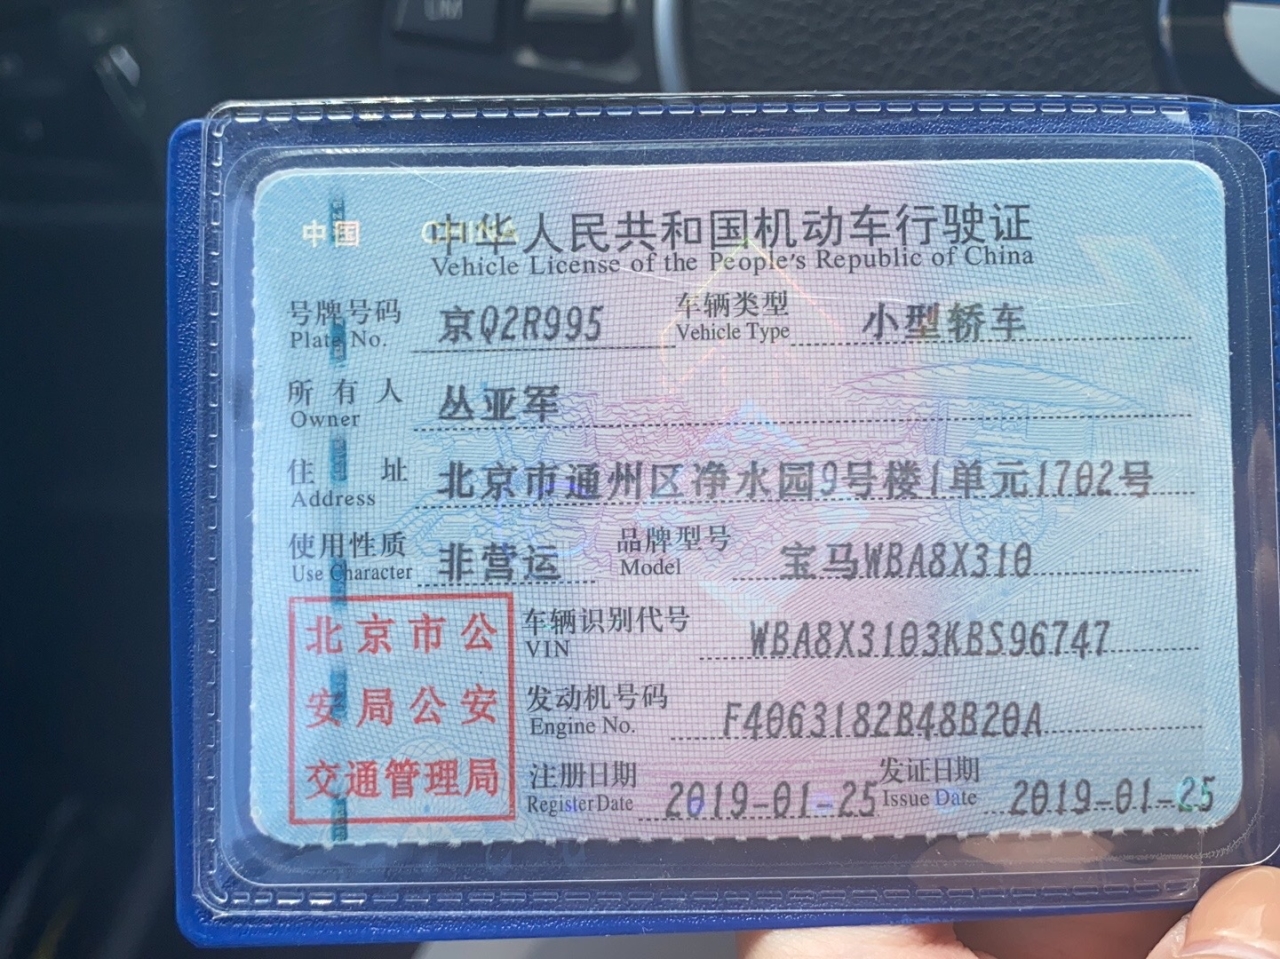 中国 CHINA
中华人民共和国机动车行驶证
Vehicle License of the People's Republic of China
号牌号码 京Q2R995 车辆类型 小型轿车
Plate No. Vehicle Type
所有人 丛亚军
Owner
住址 北京市通州区净水园9号楼1单元1702号
Address
使用性质 非营运 品牌型号 宝马WBA8X310
Use Character Model
北京市公
安局公安
交通管理局
车辆识别代号 WBA8X3103KBS96747
VIN
发动机号码 F4063182B48B20A
Engine No.
注册日期 2019-01-25 发证日期 2019-01-25
Register Date Issue Date